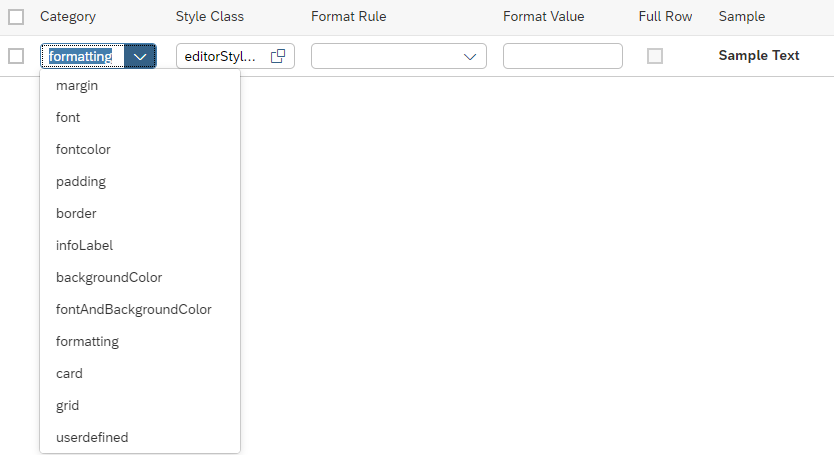 Category Style Class Format Rule Format Value Full Row Sample
formatting editorStyl... Sample Text
margin
font
fontcolor
padding
border
infoLabel
backgroundColor
fontAndBackgroundColor
formatting
card
grid
userdefined